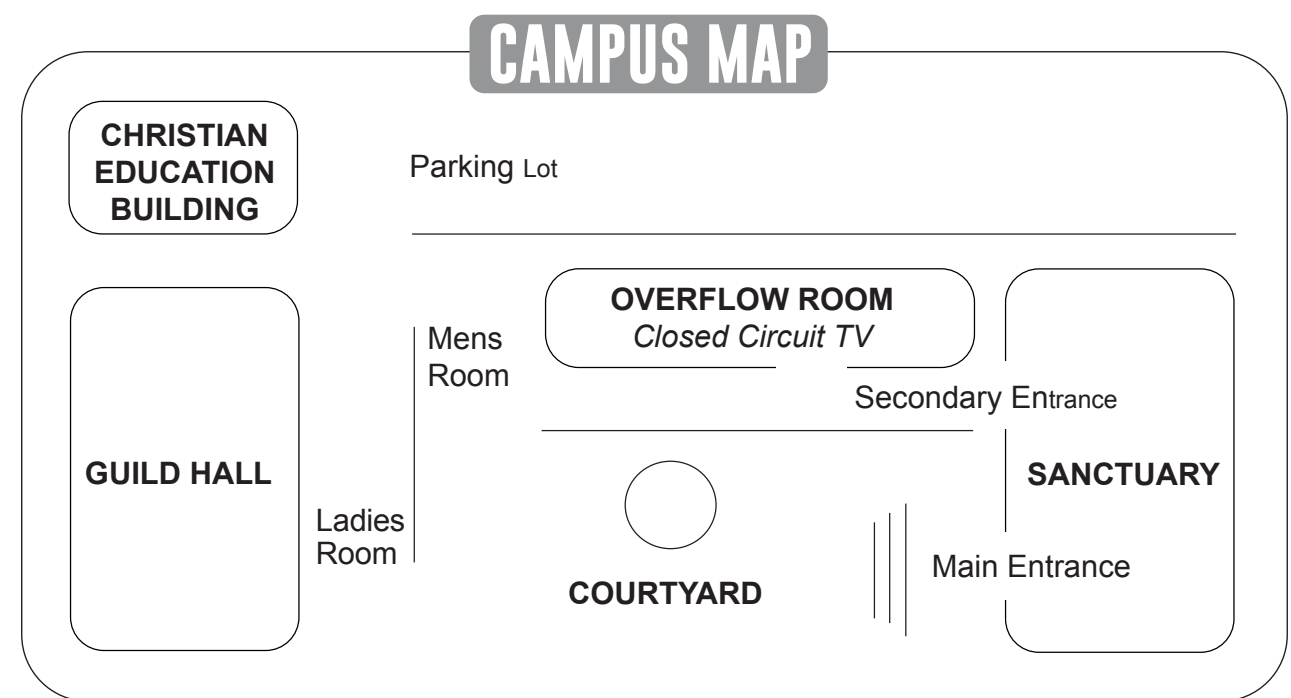 CAMPUS MAP
CHRISTIAN
EDUCATION
BUILDING
Parking Lot
OVERFLOW ROOM
Closed Circuit TV
Mens
Room
Secondary Entrance
GUILD HALL
SANCTUARY
Ladies
Room
Main Entrance
COURTYARD